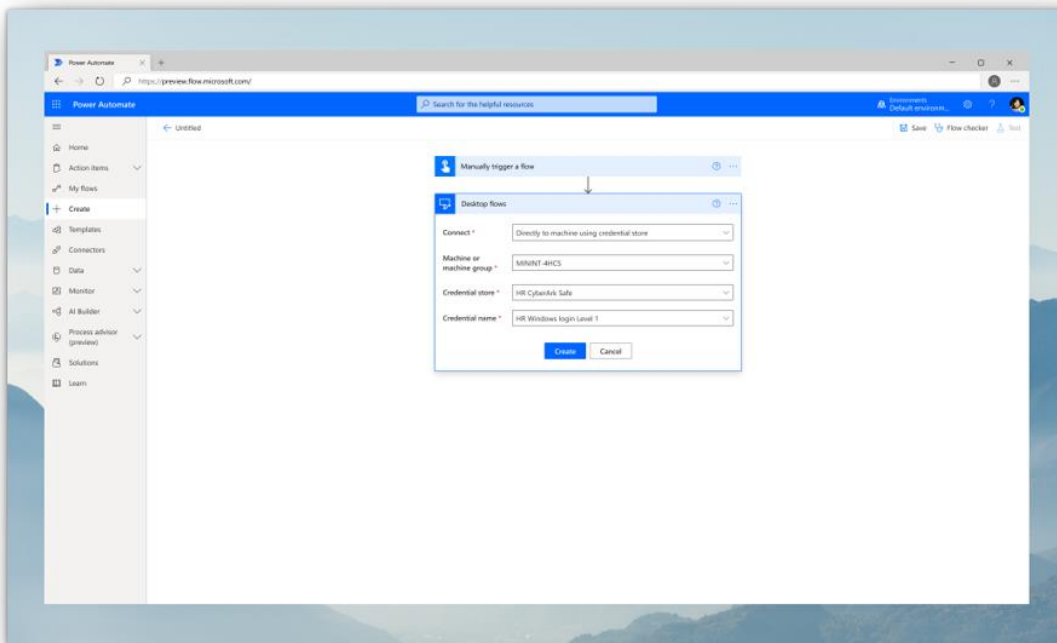 Power Automate
https://preview.flow.microsoft.com/
Power Automate
Search for the helpful resources
Environments
Default environm...
Untitled
Save
Flow checker
Test
Home
Action items
My flows
Create
Templates
Connectors
Data
Monitor
AI Builder
Process advisor
(preview)
Solutions
Learn
Manually trigger a flow
Desktop flows
Connect *
Directly to machine using credential store
Machine or
machine group *
MININT-4HCS
Credential store *
HR CyberArk Safe
Credential name *
HR Windows login Level 1
Create
Cancel